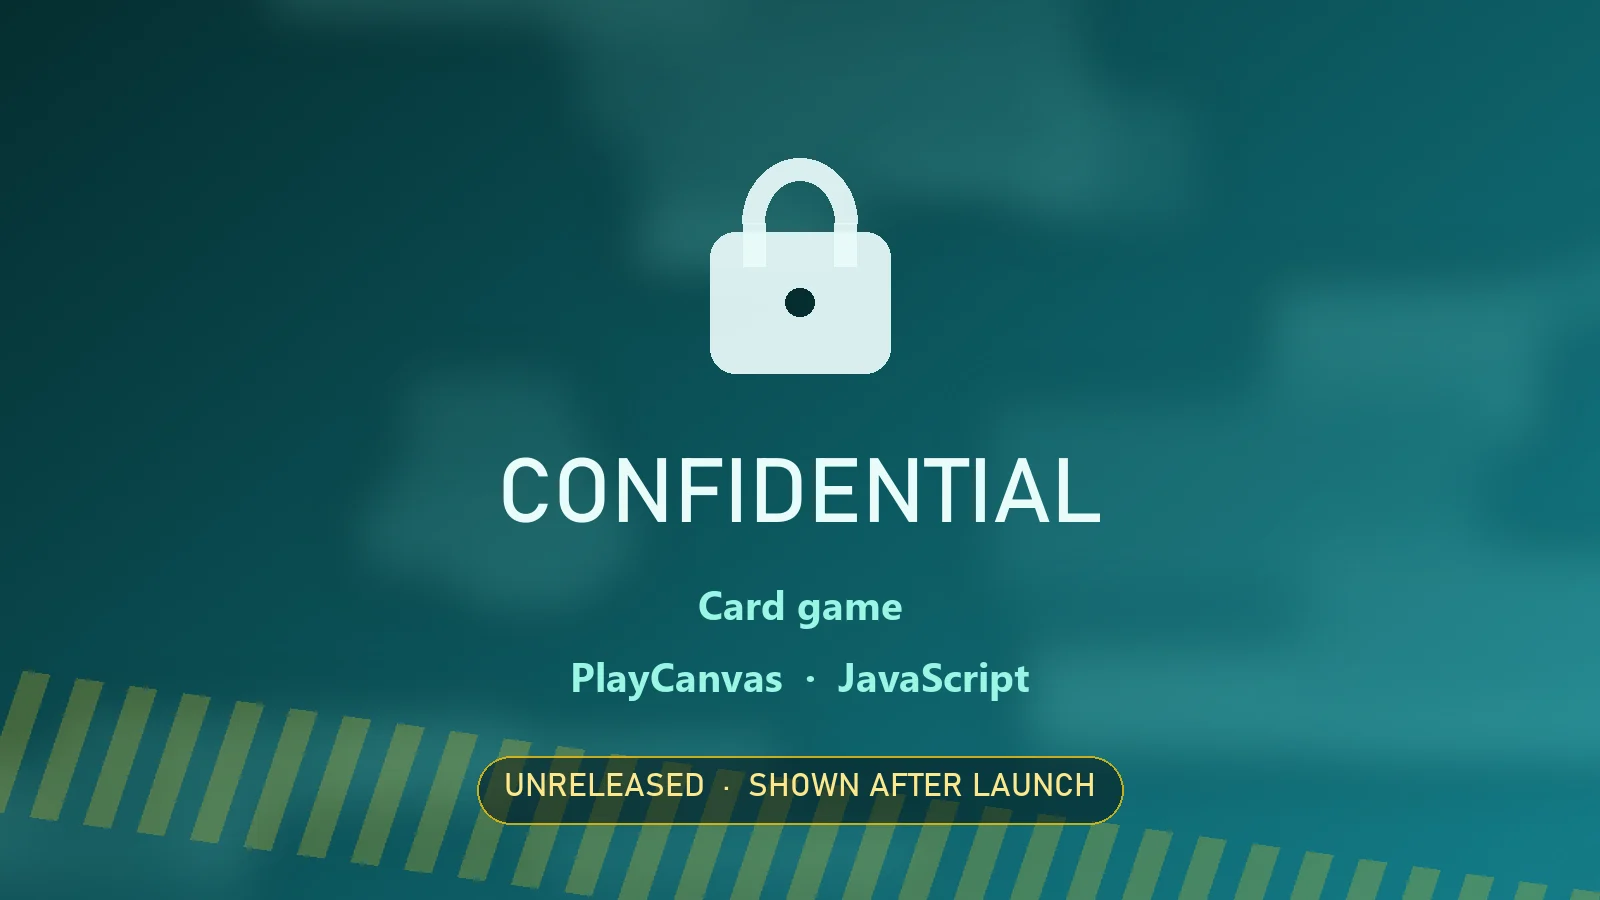 CONFIDENTIAL
Card game
PlayCanvas · JavaScript
UNRELEASED · SHOWN AFTER LAUNCH